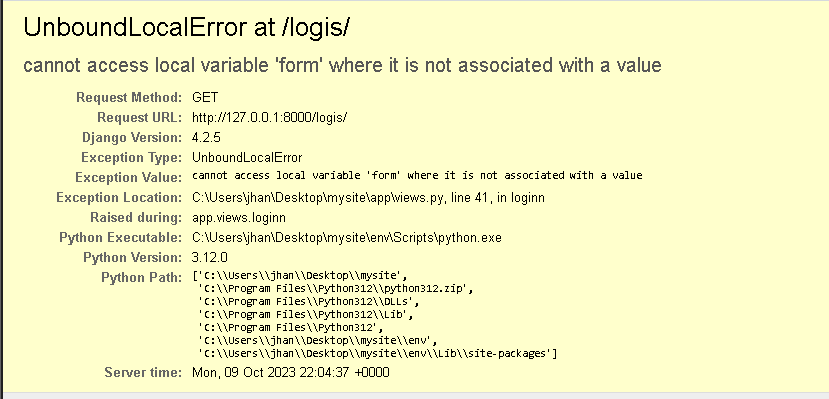 UnboundLocalError at /logis/
cannot access local variable 'form' where it is not associated with a value
Request Method: GET
Request URL: http://127.0.0.1:8000/logis/
Django Version: 4.2.5
Exception Type: UnboundLocalError
Exception Value: cannot access local variable 'form' where it is not associated with a value
Exception Location: C:\Users\jhan\Desktop\mysite\app\views.py, line 41, in loginn
Raised during: app.views.loginn
Python Executable: C:\Users\jhan\Desktop\mysite\env\Scripts\python.exe
Python Version: 3.12.0
Python Path: ['C:\\Users\\jhan\\Desktop\\mysite',
'C:\\Program Files\\Python312\\python312.zip',
'C:\\Program Files\\Python312\\DLLs',
'C:\\Program Files\\Python312\\Lib',
'C:\\Program Files\\Python312',
'C:\\Users\\jhan\\Desktop\\mysite\\env',
'C:\\Users\\jhan\\Desktop\\mysite\\env\\Lib\\site-packages']
Server time: Mon, 09 Oct 2023 22:04:37 +0000